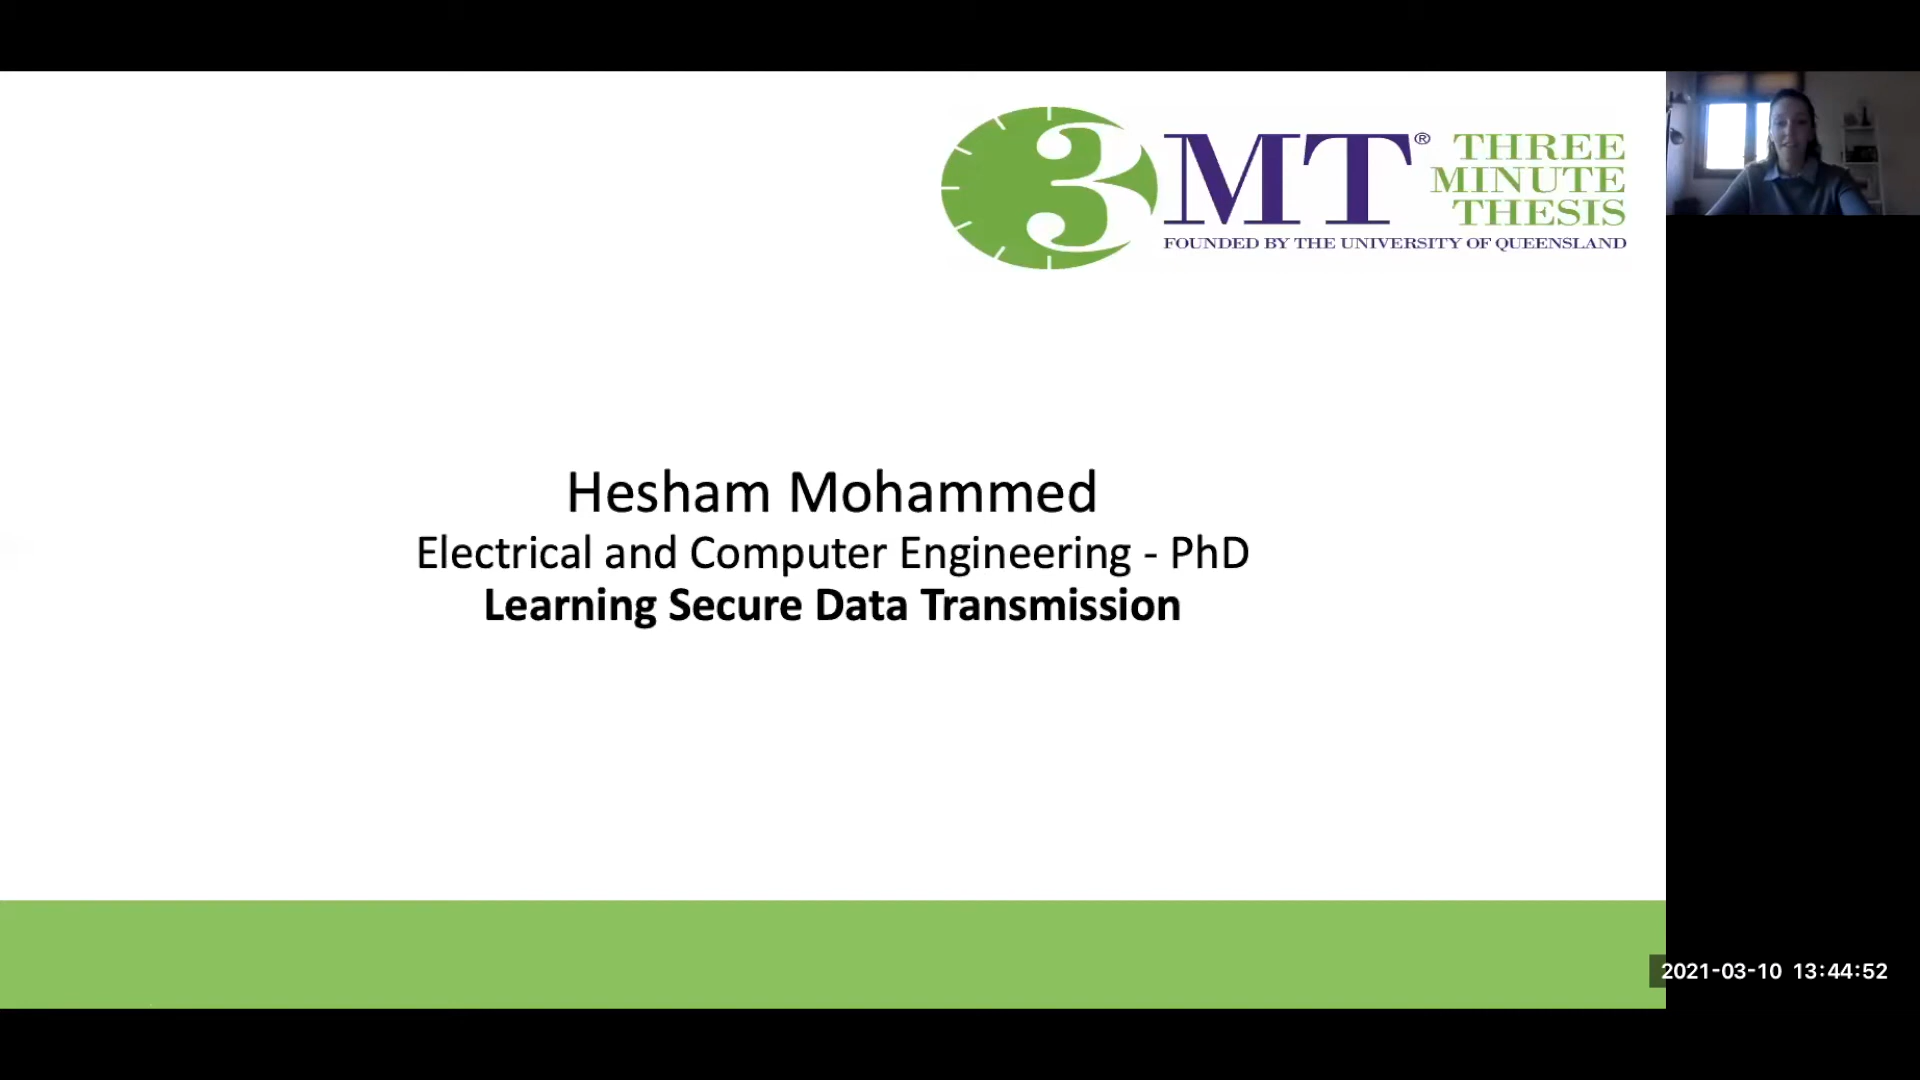 3MT® THREE
MINUTE
THESIS
FOUNDED BY THE UNIVERSITY OF QUEENSLAND
Hesham Mohammed
Electrical and Computer Engineering - PhD
Learning Secure Data Transmission
2021-03-10 13:44:52